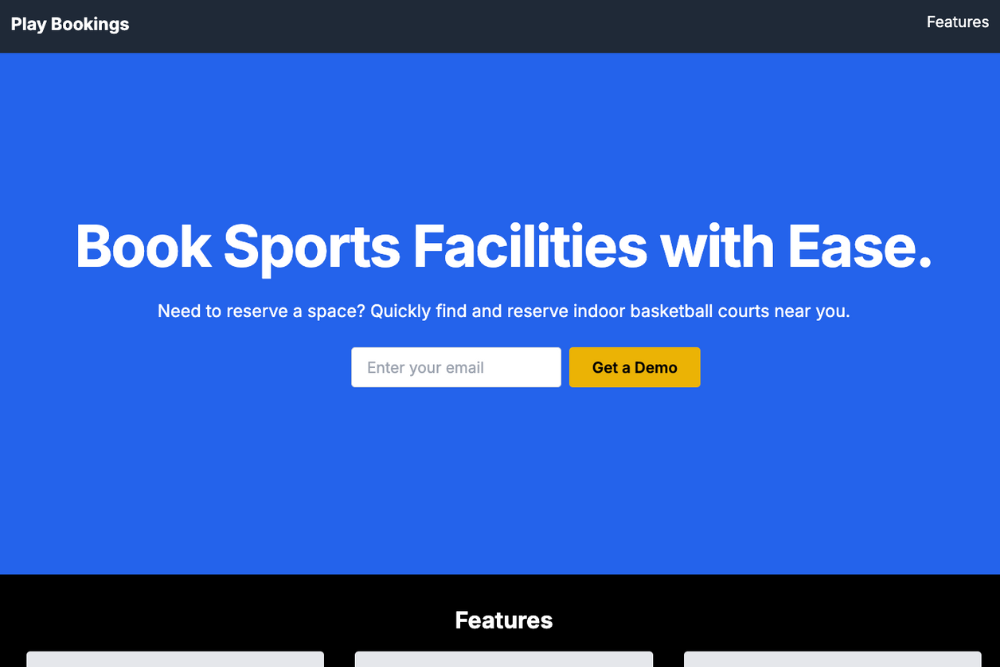 Play Bookings
Features
Book Sports Facilities with Ease.
Need to reserve a space? Quickly find and reserve indoor basketball courts near you.
Enter your email
Get a Demo
Features